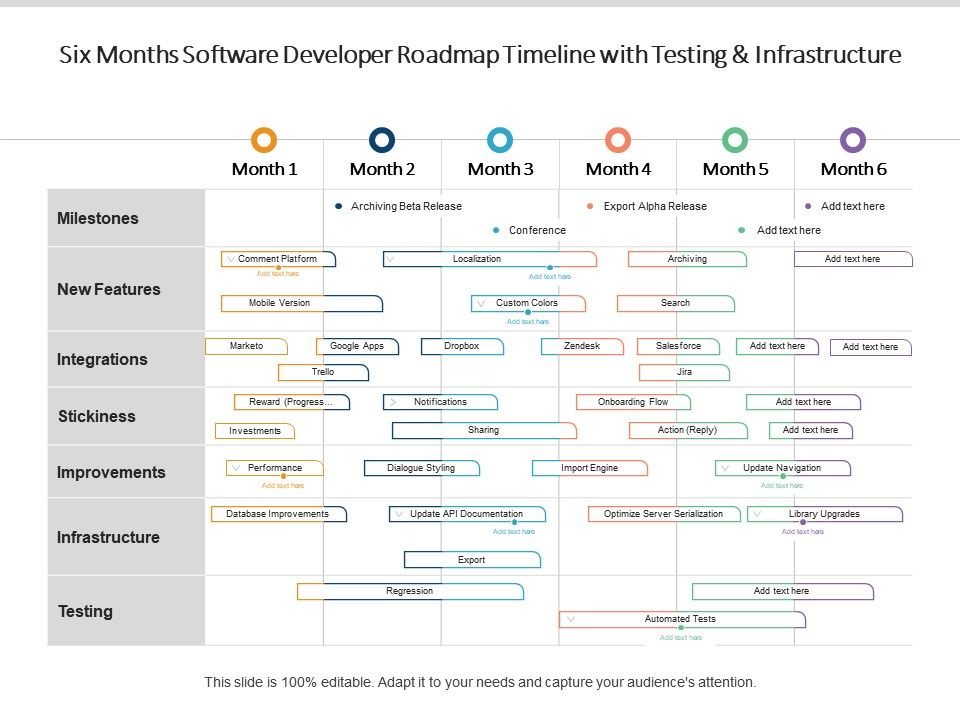 Six Months Software Developer Roadmap Timeline with Testing & Infrastructure
Month 1
Month 2
Month 3
Month 4
Month 5
Month 6
Milestones
Archiving Beta Release
Export Alpha Release
Add text here
Conference
Add text here
New Features
Comment Platform
Localization
Archiving
Add text here
Add text here
Add text here
Mobile Version
Custom Colors
Search
Add text here
Integrations
Marketo
Google Apps
Dropbox
Zendesk
Salesforce
Add text here
Add text here
Trello
Jira
Stickiness
Reward (Progress...
Notifications
Onboarding Flow
Add text here
Investments
Sharing
Action (Reply)
Add text here
Improvements
Performance
Dialogue Styling
Import Engine
Update Navigation
Add text here
Add text here
Infrastructure
Database Improvements
Update API Documentation
Optimize Server Serialization
Library Upgrades
Add text here
Add text here
Export
Testing
Regression
Add text here
Automated Tests
Add text here
This slide is 100% editable. Adapt it to your needs and capture your audience's attention.